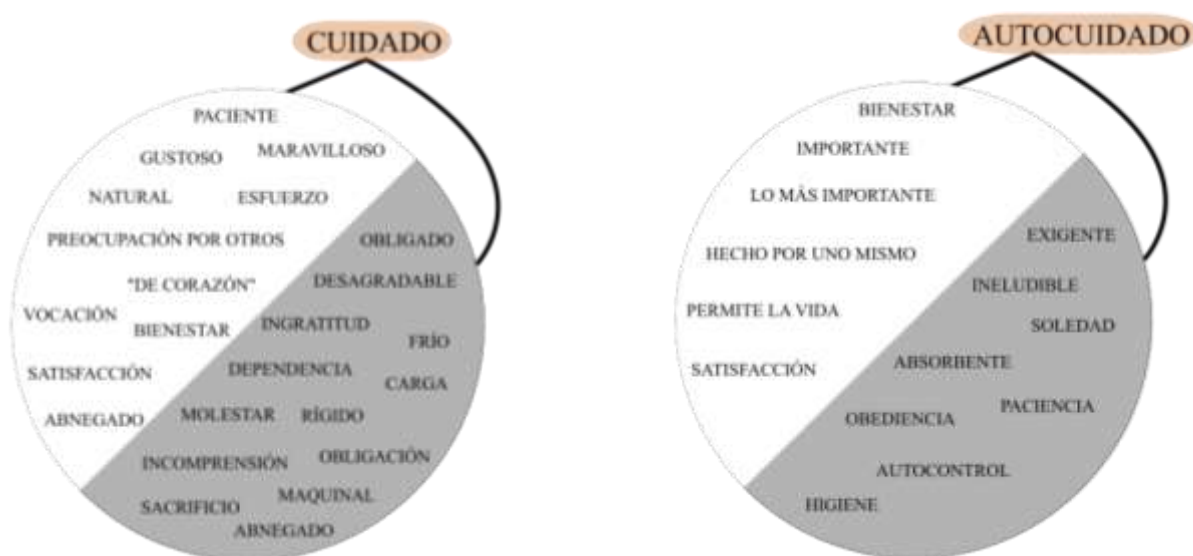 CUIDADO
PACIENTE
GUSTOSO
MARAVILLOSO
NATURAL
ESFUERZO
PREOCUPACIÓN POR OTROS
"DE CORAZÓN"
VOCACIÓN
BIENESTAR
SATISFACCIÓN
ABNEGADO
OBLIGADO
DESAGRADABLE
INGRATITUD
FRÍO
DEPENDENCIA
CARGA
MOLESTAR
RÍGIDO
INCOMPRENSIÓN
OBLIGACIÓN
SACRIFICIO
MAQUINAL
ABNEGADO
AUTOCUIDADO
BIENESTAR
IMPORTANTE
LO MÁS IMPORTANTE
HECHO POR UNO MISMO
PERMITE LA VIDA
SATISFACCIÓN
EXIGENTE
INELUDIBLE
SOLEDAD
ABSORBENTE
PACIENCIA
OBEDIENCIA
AUTOCONTROL
HIGIENE